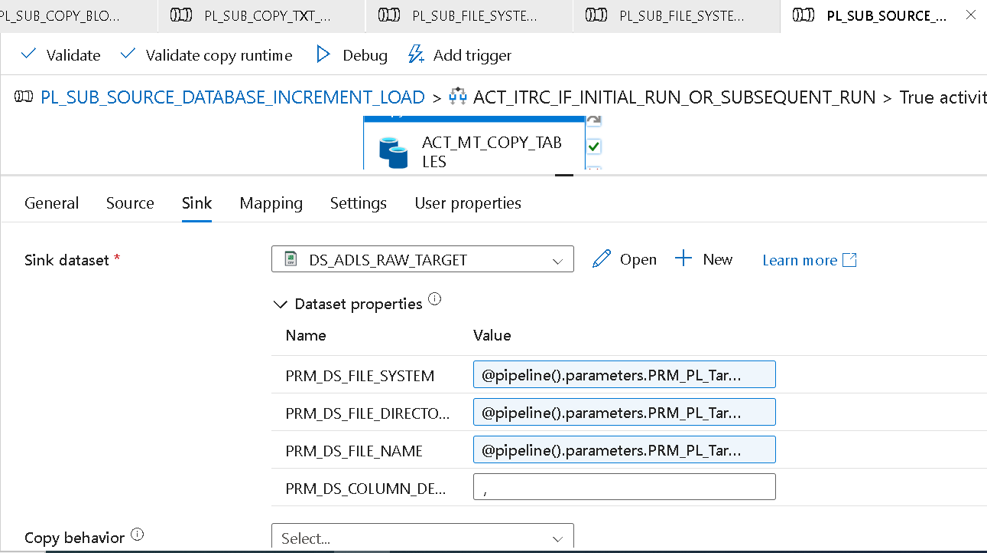 PL_SUB_COPY_BLO... PL_SUB_COPY_TXT_... PL_SUB_FILE_SYSTE... PL_SUB_FILE_SYSTE... PL_SUB_SOURCE_...
Validate Validate copy runtime Debug Add trigger
PL_SUB_SOURCE_DATABASE_INCREMENT_LOAD > ACT_ITRC_IF_INITIAL_RUN_OR_SUBSEQUENT_RUN > True activit
ACT_MT_COPY_TAB
LES
General Source Sink Mapping Settings User properties
Sink dataset * DS_ADLS_RAW_TARGET Open New Learn more
Dataset properties
Name Value
PRM_DS_FILE_SYSTEM @pipeline().parameters.PRM_PL_Tar...
PRM_DS_FILE_DIRECTO... @pipeline().parameters.PRM_PL_Tar...
PRM_DS_FILE_NAME @pipeline().parameters.PRM_PL_Tar...
PRM_DS_COLUMN_DE... ,
Copy behavior Select...